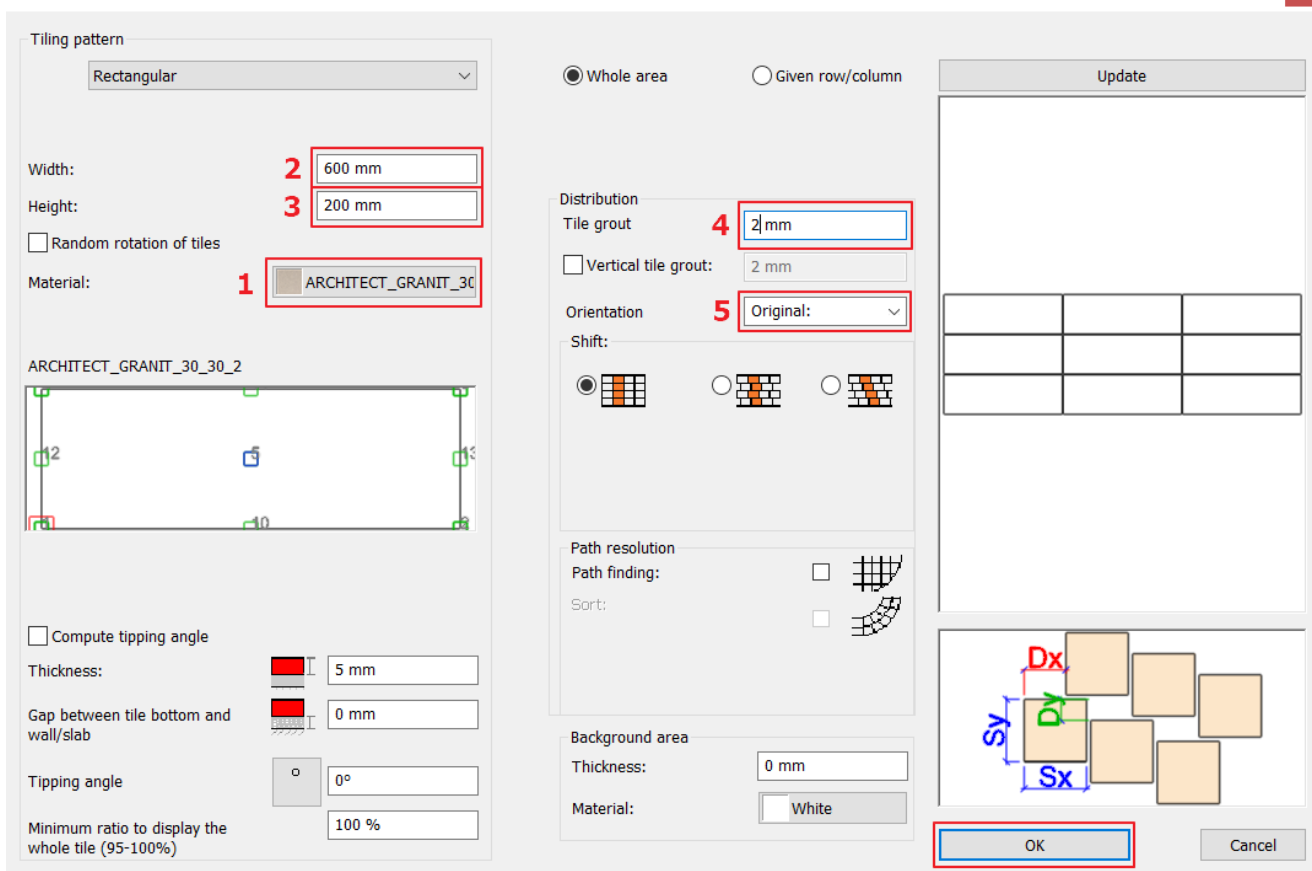 Tiling pattern
Rectangular
Width:
2
600 mm
Height:
3
200 mm
Random rotation of tiles
Material:
1
ARCHITECT_GRANIT_30
ARCHITECT_GRANIT_30_30_2
12
5
13
10
Compute tipping angle
Thickness:
5 mm
Gap between tile bottom and
wall/slab
0 mm
Tipping angle
0°
Minimum ratio to display the
whole tile (95-100%)
100 %
Whole area
Given row/column
Distribution
Tile grout
4
2 mm
Vertical tile grout:
2 mm
Orientation
5
Original:
Shift:
Path resolution
Path finding:
Sort:
Background area
Thickness:
0 mm
Material:
White
Update
Dx
Dy
Sy
Sx
OK
Cancel